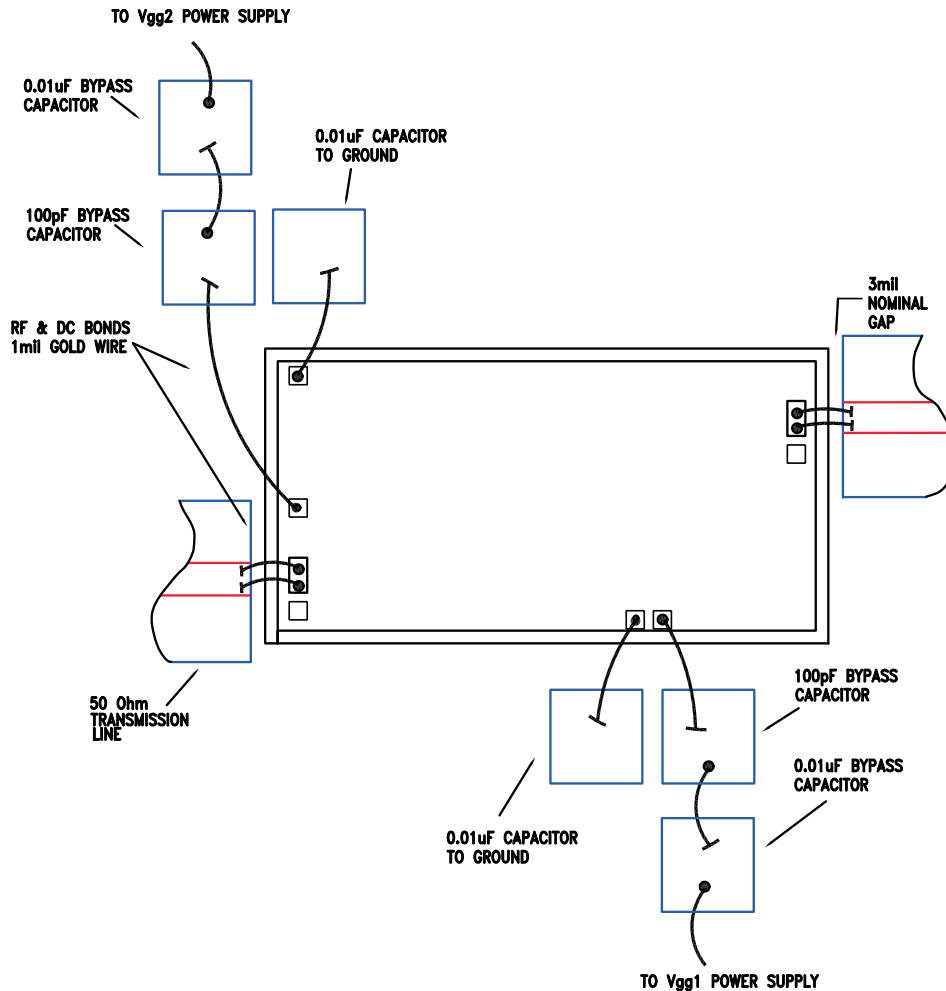 TO Vgg2 POWER SUPPLY
0.01uF BYPASS
CAPACITOR
0.01uF CAPACITOR
TO GROUND
100pF BYPASS
CAPACITOR
3mil
NOMINAL
GAP
RF & DC BONDS
1mil GOLD WIRE
50 Ohm
TRANSMISSION
LINE
100pF BYPASS
CAPACITOR
0.01uF BYPASS
CAPACITOR
0.01uF CAPACITOR
TO GROUND
TO Vgg1 POWER SUPPLY